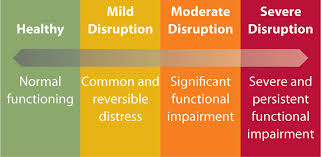 Healthy
Mild
Disruption
Moderate
Disruption
Severe
Disruption
Normal
functioning
Common and
reversible
distress
Significant
functional
impairment
Severe and
persistent
functional
impairment